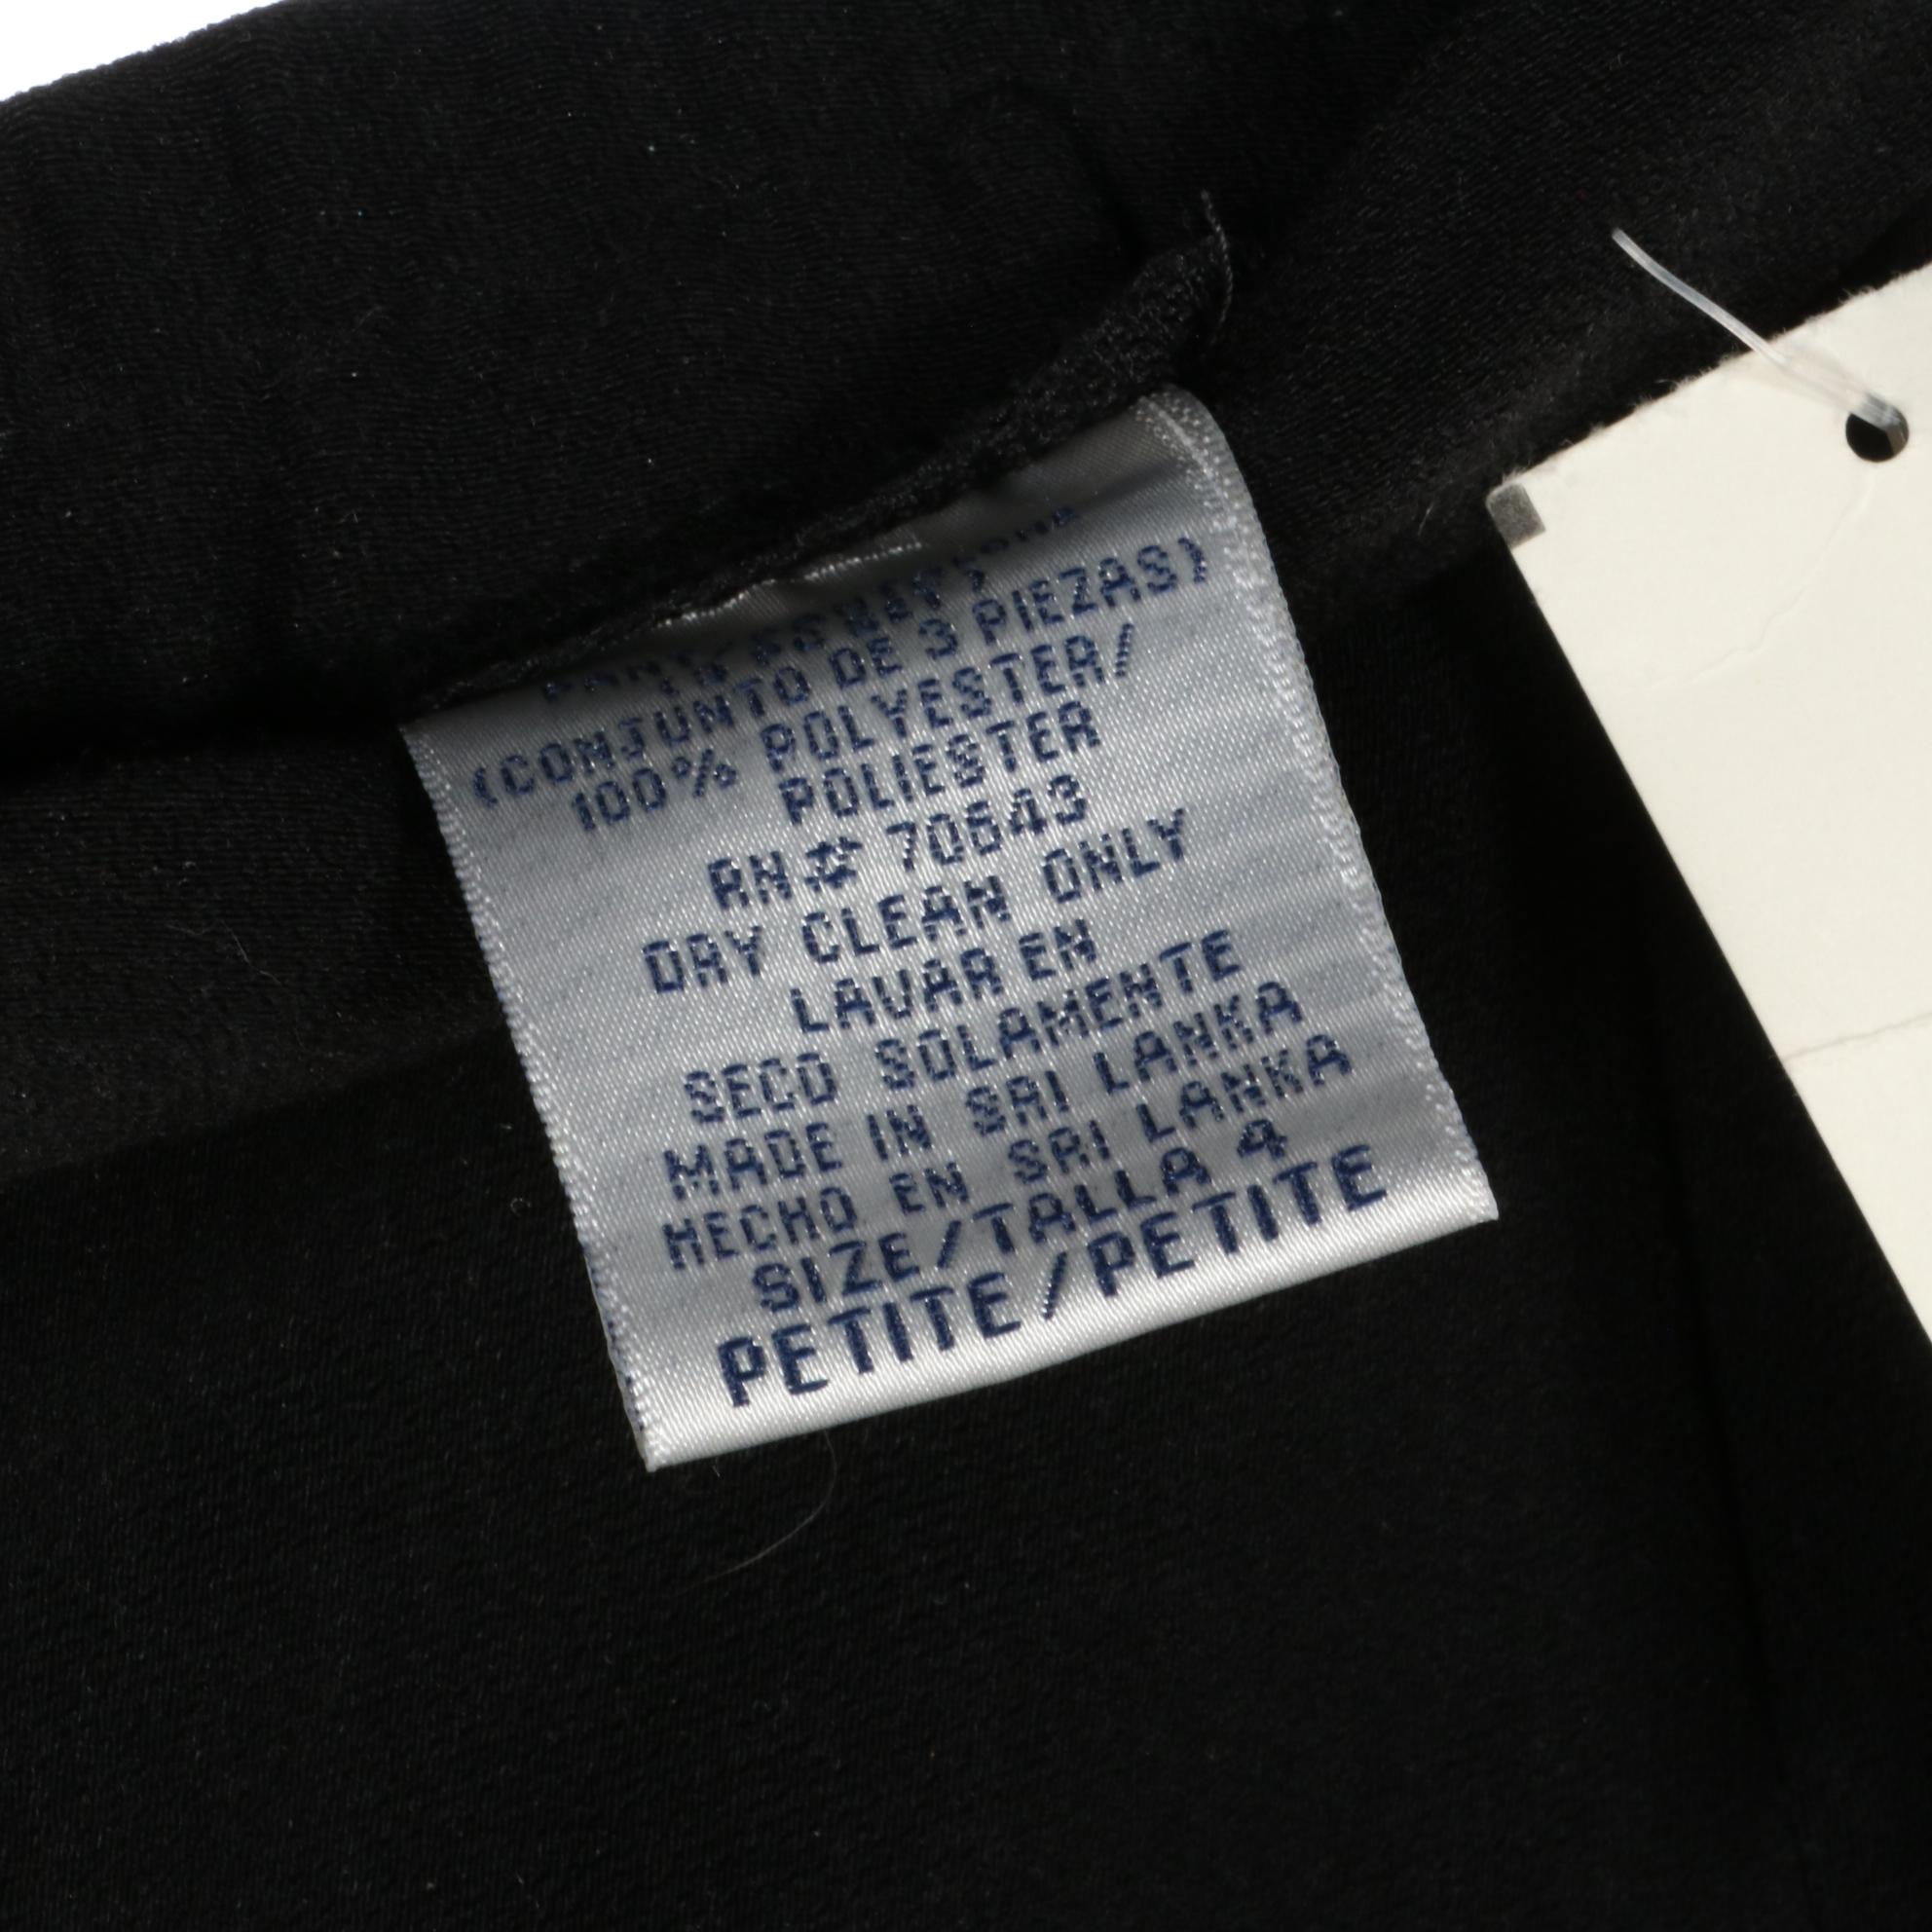 (CONJUNTO DE 3 PIEZAS)
100% POLYESTER/
POLIESTER
RN# 70643
DRY CLEAN ONLY
LAVAR EN
SECO SOLAMENTE
MADE IN SRI LANKA
HECHO EN SRI LANKA
SIZE/TALLA 4
PETITE/PETITE